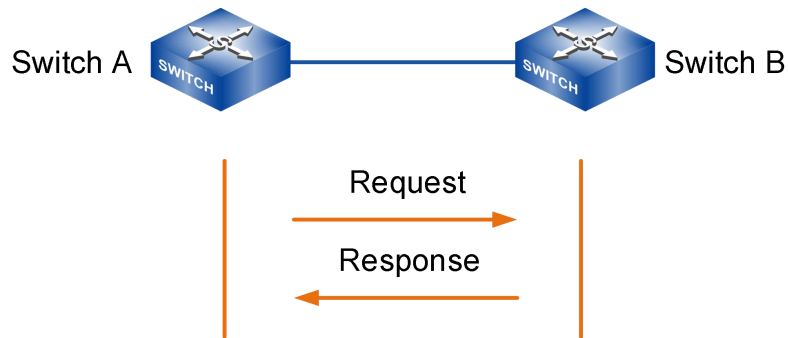 Switch A
SWITCH
SWITCH
Switch B
Request
Response